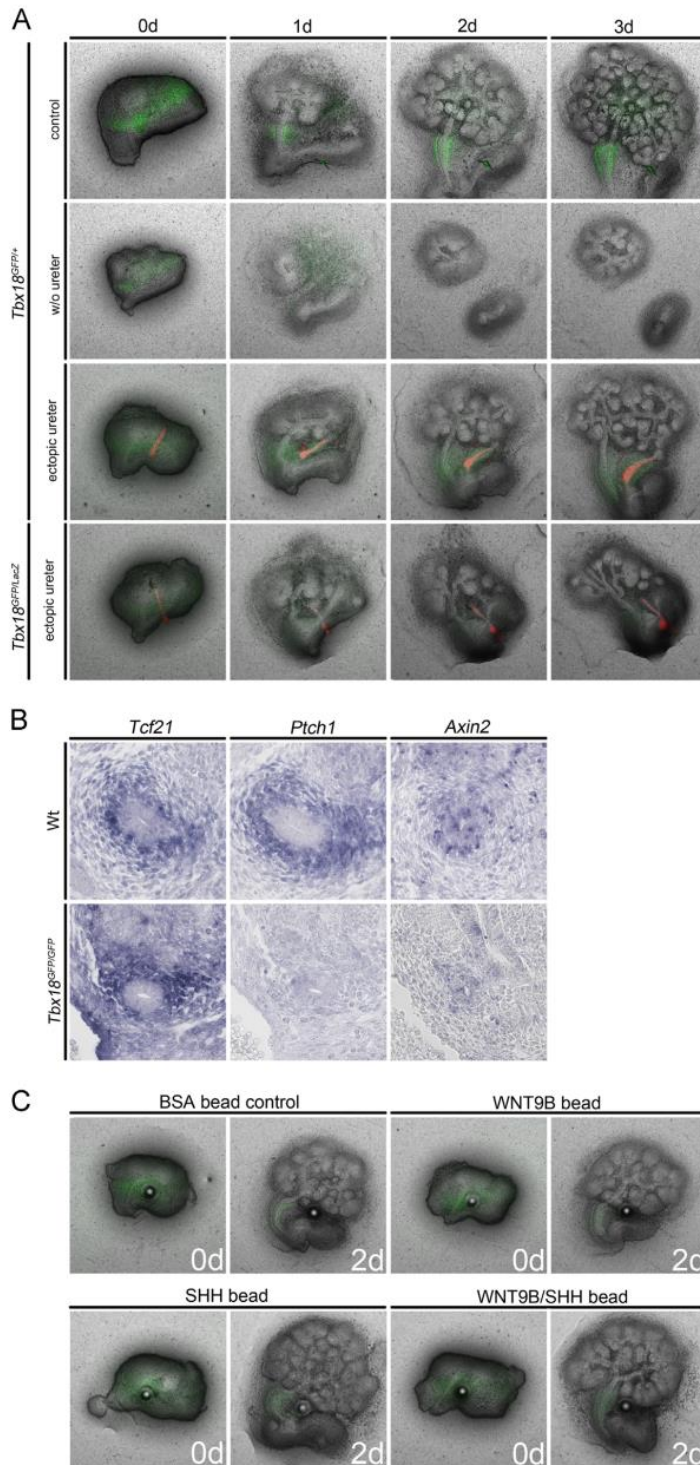 A
0d 1d 2d 3d
Tbx18GFP/+
control
w/o ureter
ectopic ureter
Tbx18GFP/LacZ
ectopic ureter
B
Tcf21 Ptch1 Axin2
Wt
Tbx18GFP/GFP
C
BSA bead control WNT9B bead
0d 2d 0d 2d
SHH bead WNT9B/SHH bead
0d 2d 0d 2d